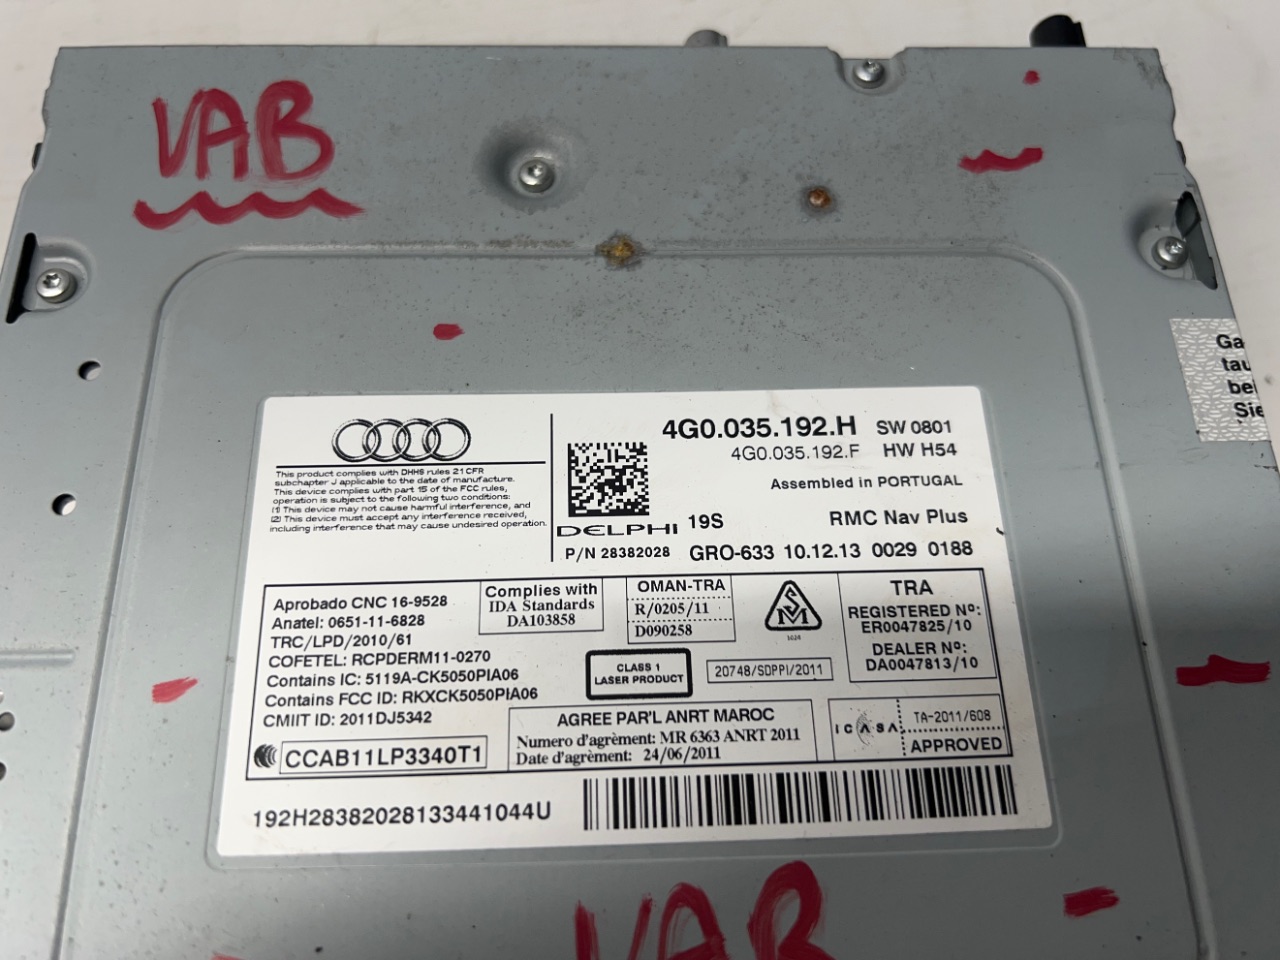 VAB
Ga
tau
bei
Sie
This product complies with DHHS rules 21 CFR
subchapter J applicable to the date of manufacture.
This device complies with part 15 of the FCC rules,
operation is subject to the following two conditions:
(1) This device may not cause harmful interference, and
(2) This device must accept any interference received,
including interference that may cause undesired operation.
4G0.035.192.H SW 0801
4G0.035.192.F HW H54
Assembled in PORTUGAL
DELPHI 19S RMC Nav Plus
P/N 28382028 GRO-633 10.12.13 0029 0188
Aprobado CNC 16-9528
Anatel: 0651-11-6828
TRC/LPD/2010/61
COFETEL: RCPDERM11-0270
Contains IC: 5119A-CK5050PIA06
Contains FCC ID: RKXCK5050PIA06
CMIIT ID: 2011DJ5342
CCAB11LP3340T1
Complies with
IDA Standards
DA103858
OMAN-TRA
R/0205/11
D090258
TRA
REGISTERED Nº:
ER0047825/10
DEALER Nº:
DA0047813/10
CLASS 1
LASER PRODUCT
20748/SDPPI/2011
AGREE PAR'L ANRT MAROC
Numero d'agrèment: MR 6363 ANRT 2011
Date d'agrèment: 24/06/2011
ICASA
TA-2011/608
APPROVED
192H28382028133441044U
VAB